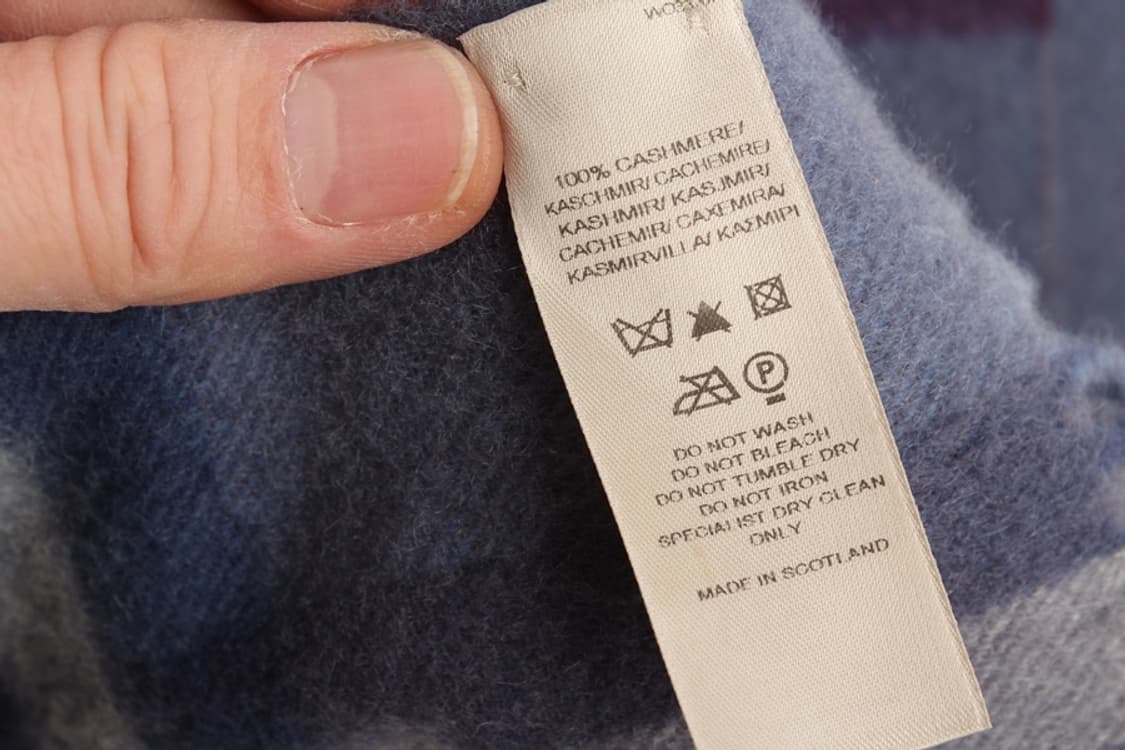 100% CASHMERE/
KASCHMIR/ CACHEMIRE/
KASHMIR/ KASJMIR/
CACHEMIR/ CAXEMIRA/
KASMIRVILLA/ ΚΑΣΜΙΡΙ
P
DO NOT WASH
DO NOT BLEACH
DO NOT TUMBLE DRY
DO NOT IRON
SPECIALIST DRY CLEAN
ONLY
MADE IN SCOTLAND